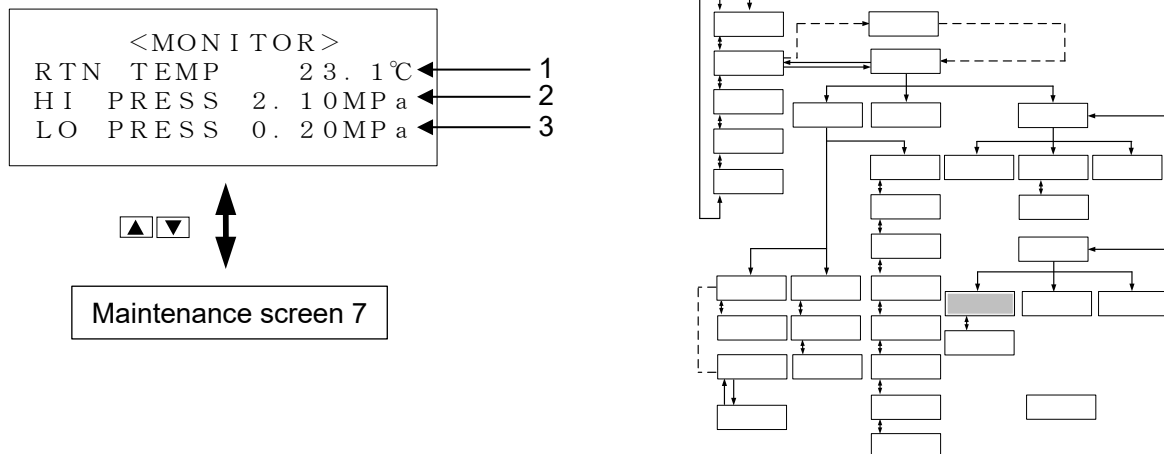 <MONITOR>
RTN TEMP 23.1℃
HI PRESS 2.10MPa
LO PRESS 0.20MPa
1
2
3
▲ ▼
Maintenance screen 7